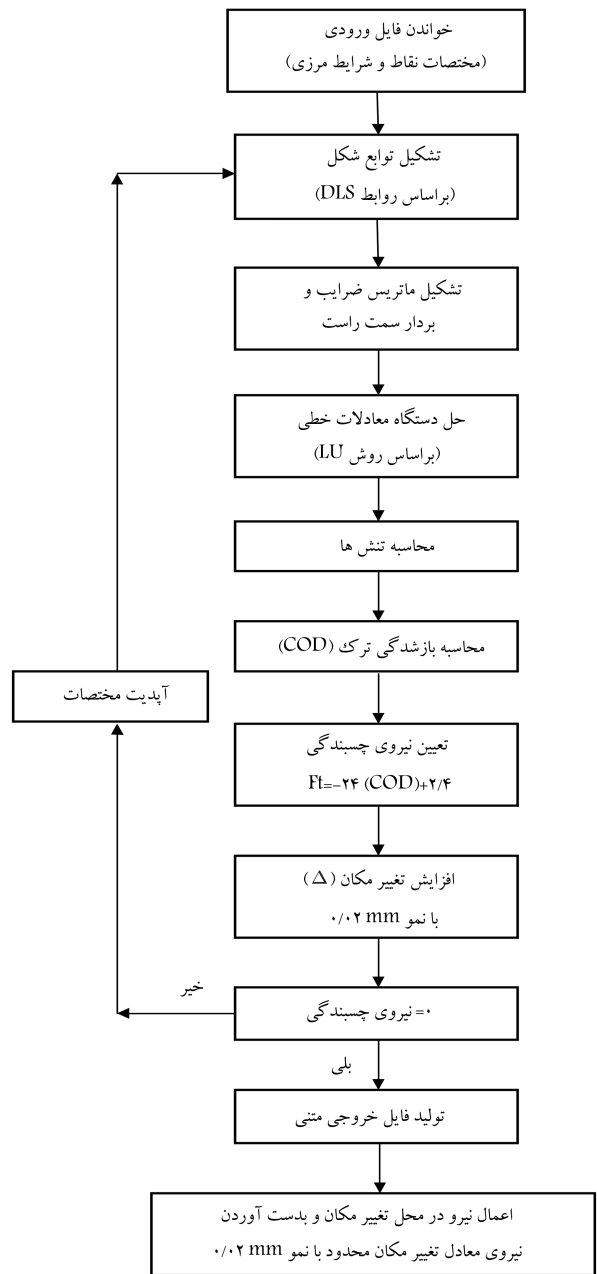 خواندن فایل ورودی
(مختصات نقاط و شرایط مرزی)
تشکیل توابع شکل
(براساس روابط DLS)
تشکیل ماتریس ضرایب و
بردار سمت راست
حل دستگاه معادلات خطی
(براساس روش LU)
محاسبه تنش ها
محاسبه بازشدگی ترک (COD)
آپدیت مختصات
تعیین نیروی چسبندگی
Ft=-۲۴ (COD)+۲/۴
افزایش تغییر مکان (Δ)
با نمو ۰/۰۲ mm
خیر
۰= نیروی چسبندگی
بلی
تولید فایل خروجی متنی
اعمال نیرو در محل تغییر مکان و بدست آوردن
نیروی معادل تغییر مکان محدود با نمو ۰/۰۲ mm